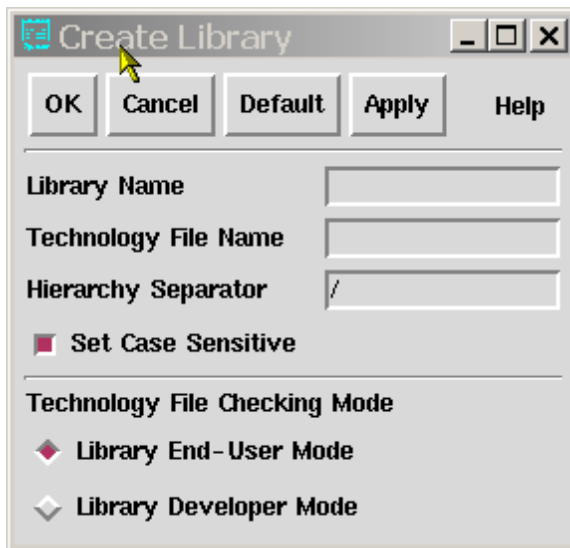 Create Library
OK Cancel Default Apply Help
Library Name
Technology File Name
Hierarchy Separator /
Set Case Sensitive
Technology File Checking Mode
Library End-User Mode
Library Developer Mode